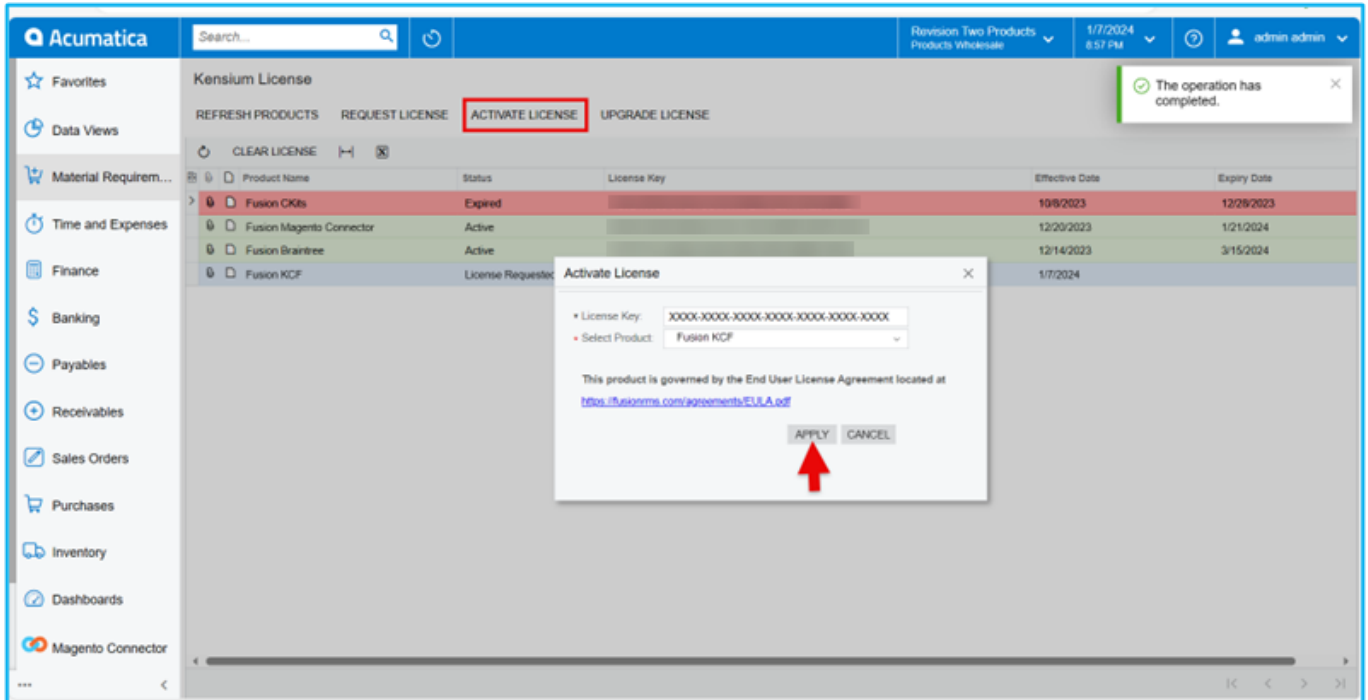 Acumatica
Search...
Revision Two Products
Products Wholesale
1/7/2024
8:57 PM
admin admin
Favorites
Data Views
Material Requirem...
Time and Expenses
Finance
Banking
Payables
Receivables
Sales Orders
Purchases
Inventory
Dashboards
Magento Connector
Kensium License
The operation has
completed.
REFRESH PRODUCTS REQUEST LICENSE ACTIVATE LICENSE UPGRADE LICENSE
CLEAR LICENSE
Product Name Status License Key Effective Date Expiry Date
Fusion CKits Expired 10/8/2023 12/28/2023
Fusion Magento Connector Active 12/20/2023 1/21/2024
Fusion Braintree Active 12/14/2023 3/15/2024
Fusion KCF License Requested 1/7/2024
Activate License
* License Key: XXXX-XXXX-XXXX-XXXX-XXXX-XXXX-XXXX
* Select Product: Fusion KCF
This product is governed by the End User License Agreement located at
https://fusionrms.com/agreements/EULA.pdf
APPLY CANCEL